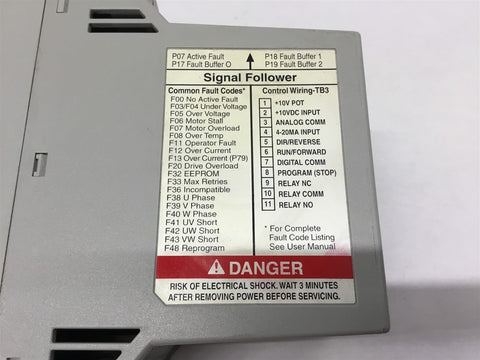 P07 Active Fault
P17 Fault Buffer O
P18 Fault Buffer 1
P19 Fault Buffer 2
Signal Follower
Common Fault Codes*
F00 No Active Fault
F03/F04 Under Voltage
F05 Over Voltage
F06 Motor Stall
F07 Motor Overload
F08 Over Temp
F11 Operator Fault
F12 Over Current
F13 Over Current (P79)
F20 Drive Overload
F32 EEPROM
F33 Max Retries
F36 Incompatible
F38 U Phase
F39 V Phase
F40 W Phase
F41 UV Short
F42 UW Short
F43 VW Short
F48 Reprogram
Control Wiring-TB3
1 +10V POT
2 +10VDC INPUT
3 ANALOG COMM
4 4-20MA INPUT
5 DIR/REVERSE
6 RUN/FORWARD
7 DIGITAL COMM
8 PROGRAM (STOP)
9 RELAY NC
10 RELAY COMM
11 RELAY NO
* For Complete
Fault Code Listing
See User Manual
DANGER
RISK OF ELECTRICAL SHOCK. WAIT 3 MINUTES
AFTER REMOVING POWER BEFORE SERVICING.